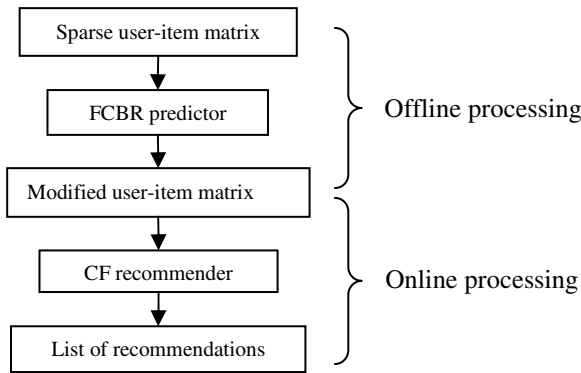 Sparse user-item matrix
FCBR predictor
Offline processing
Modified user-item matrix
CF recommender
Online processing
List of recommendations